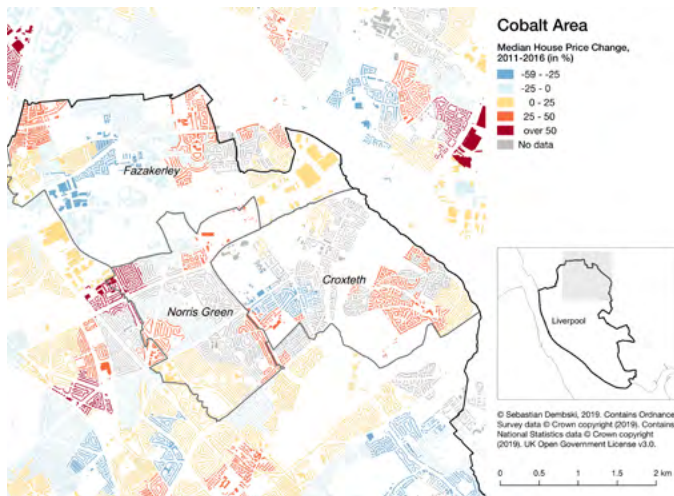 Cobalt Area
Median House Price Change,
2011-2016 (in %)
-59 - -25
-25 - 0
0 - 25
25 - 50
over 50
No data
Fazakerley
Croxteth
Norris Green
Liverpool
© Sebastian Dembski, 2019. Contains Ordnance
Survey data © Crown copyright (2019). Contains
National Statistics data © Crown copyright
(2019). UK Open Government License v3.0.
0 0.5 1 1.5 2 km